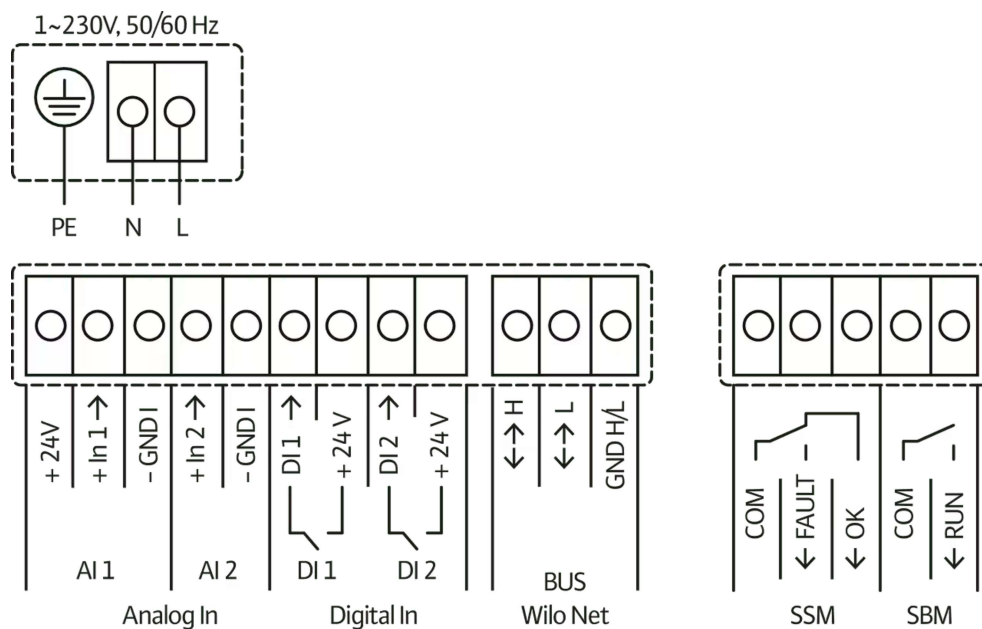 1~230V, 50/60 Hz
PE N L
+ 24V
+ In 1 →
- GND I
+ In 2 →
- GND I
DI 1 →
+ 24 V
DI 2 →
+ 24 V
↔ H
↔ L
GND H/L
COM
← FAULT
← OK
COM
← RUN
AI 1 AI 2 DI 1 DI 2 BUS
Analog In Digital In Wilo Net SSM SBM